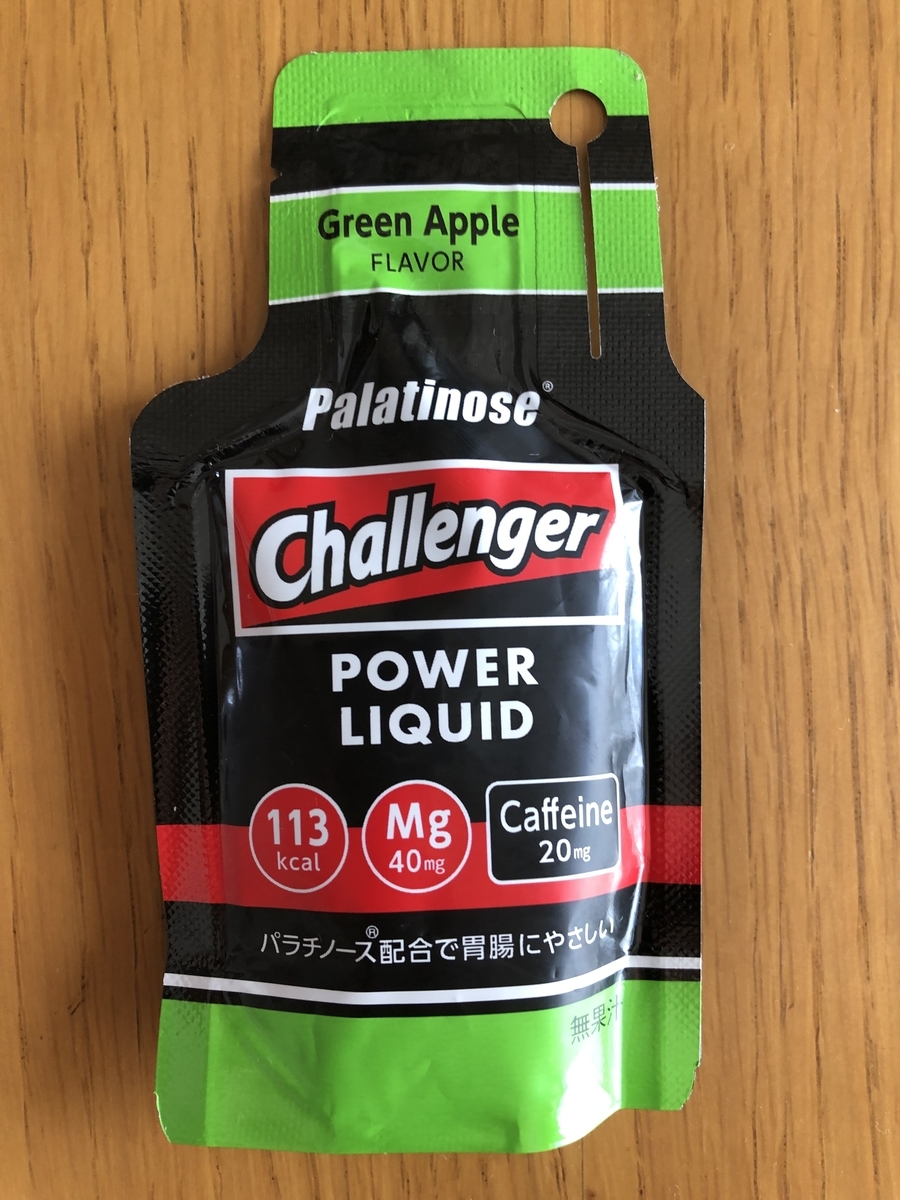 Green Apple
FLAVOR
Palatinose®
Challenger
POWER
LIQUID
113
kcal
Mg
40mg
Caffeine
20mg
パラチノース®配合で胃腸にやさしい
無果汁